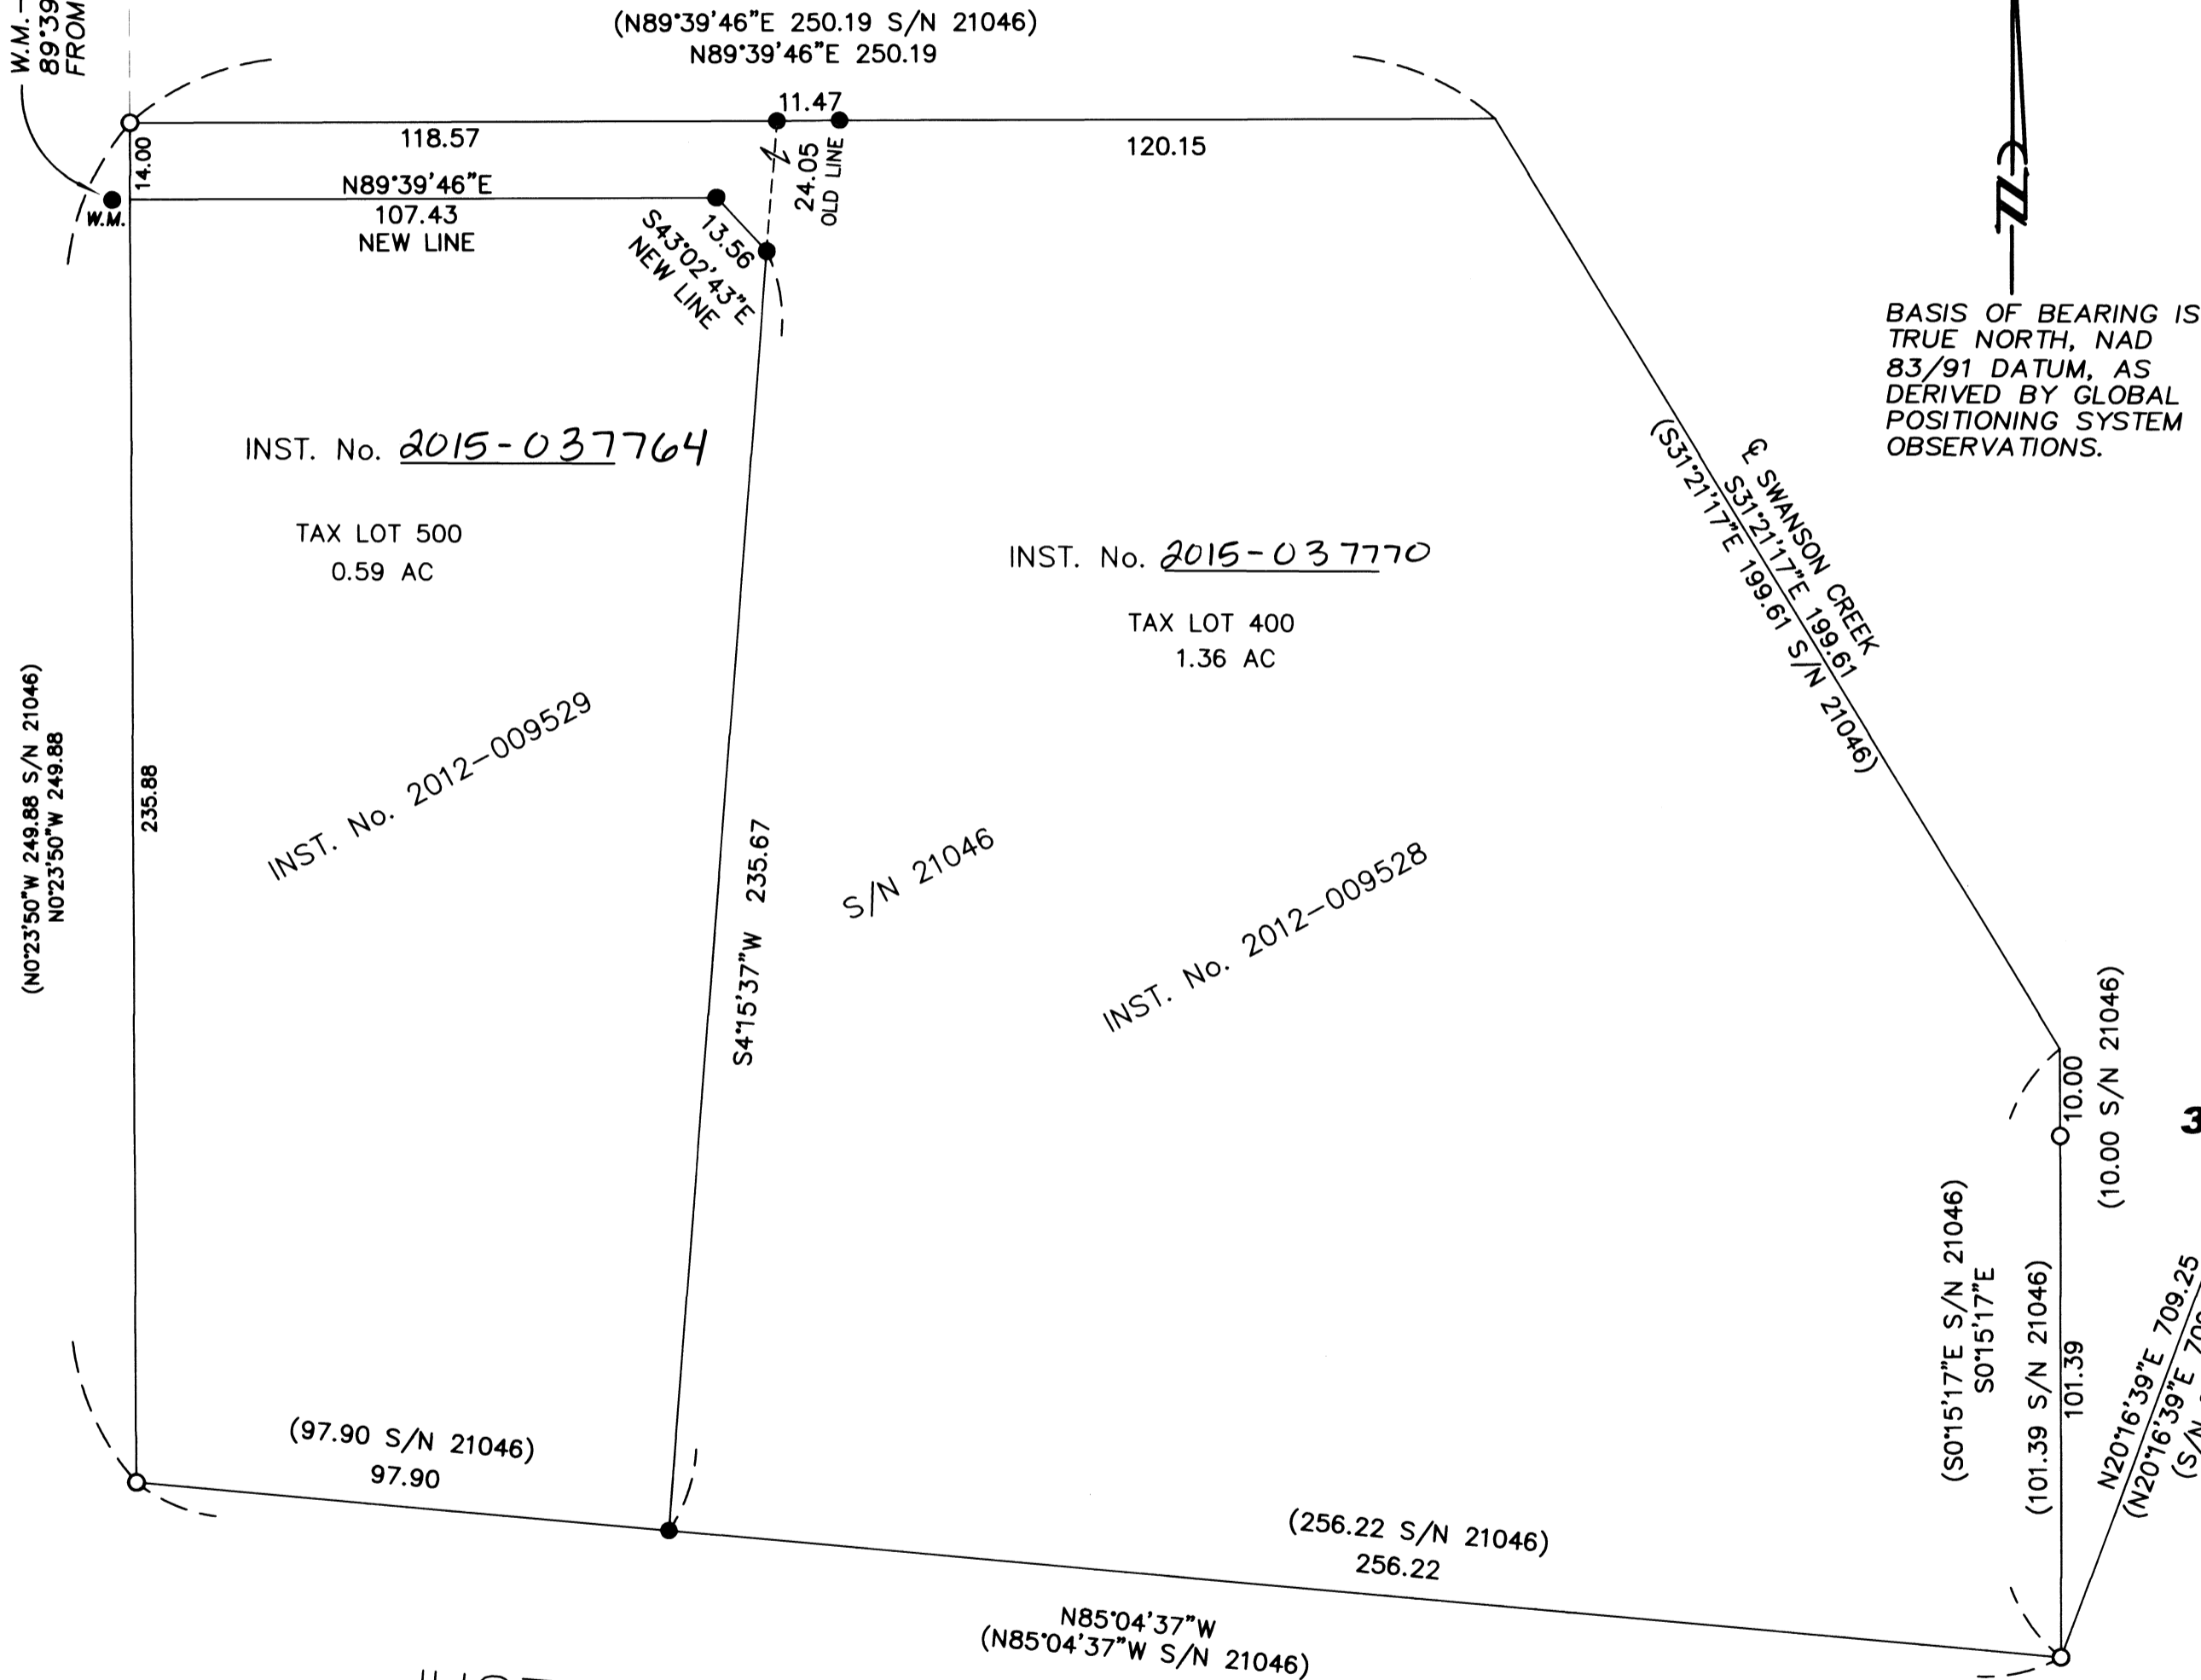 W.M.
89°39
FROM
(N89°39'46"E 250.19 S/N 21046)
N89°39'46"E 250.19
11.47
118.57
120.15
14.00
24.05
OLD LINE
W.M.
N89°39'46"E
107.43
NEW LINE
13.56
S43°02'43"E
NEW LINE
BASIS OF BEARING IS
TRUE NORTH, NAD
83/91 DATUM, AS
DERIVED BY GLOBAL
POSITIONING SYSTEM
OBSERVATIONS.
INST. No. 2015-037764
TAX LOT 500
0.59 AC
INST. No. 2015-037770
TAX LOT 400
1.36 AC
℄ SWANSON CREEK
S31°21'17"E 199.61
(S31°21'17"E 199.61 S/N 21046)
(N0°23'50"W 249.88 S/N 21046)
N0°23'50"W 249.88
235.88
INST. No. 2012-009529
S4°15'37"W 235.67
S/N 21046
INST. No. 2012-009528
10.00
(10.00 S/N 21046)
3
(S0°15'17"E S/N 21046)
S0°15'17"E
(101.39 S/N 21046)
101.39
N20°16'39"E 709.25
(N20°16'39"E 709
(S/N
(97.90 S/N 21046)
97.90
(256.22 S/N 21046)
256.22
N85°04'37"W
(N85°04'37"W S/N 21046)